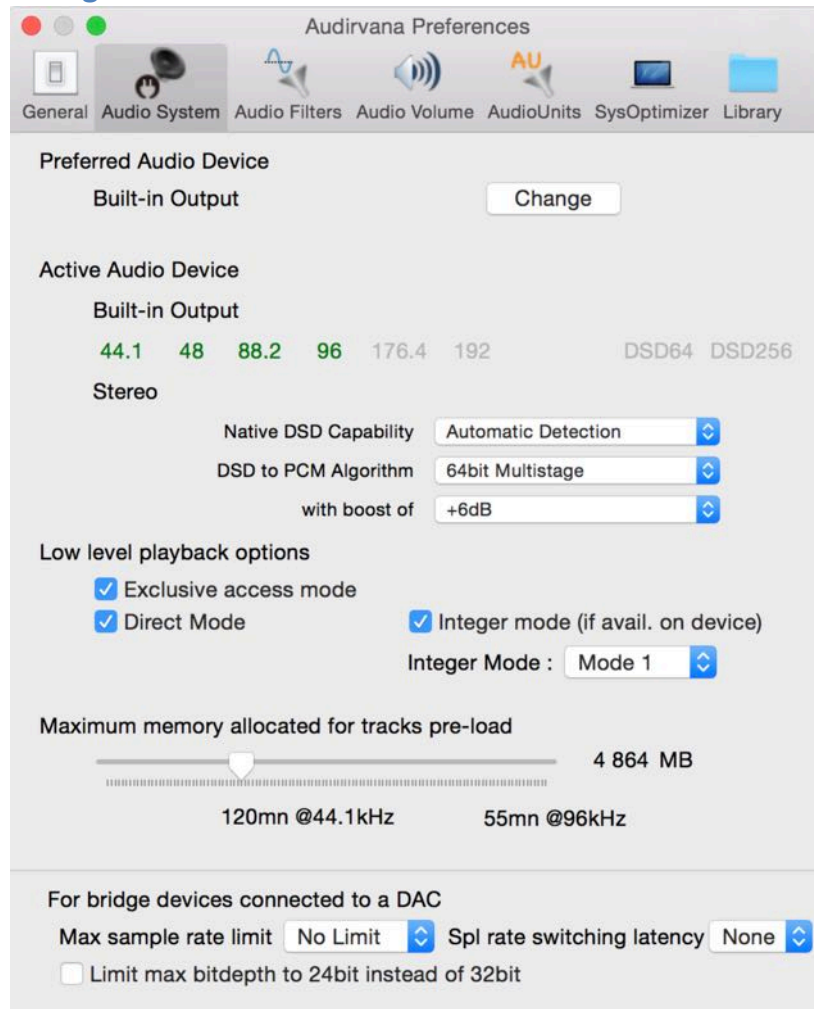 Audirvana Preferences
AU
General Audio System Audio Filters Audio Volume AudioUnits SysOptimizer Library
Preferred Audio Device
Built-in Output Change
Active Audio Device
Built-in Output
44.1 48 88.2 96 176.4 192 DSD64 DSD256
Stereo
Native DSD Capability Automatic Detection
DSD to PCM Algorithm 64bit Multistage
with boost of +6dB
Low level playback options
Exclusive access mode
Direct Mode Integer mode (if avail. on device)
Integer Mode : Mode 1
Maximum memory allocated for tracks pre-load
4 864 MB
120mn @44.1kHz 55mn @96kHz
For bridge devices connected to a DAC
Max sample rate limit No Limit Spl rate switching latency None
Limit max bitdepth to 24bit instead of 32bit